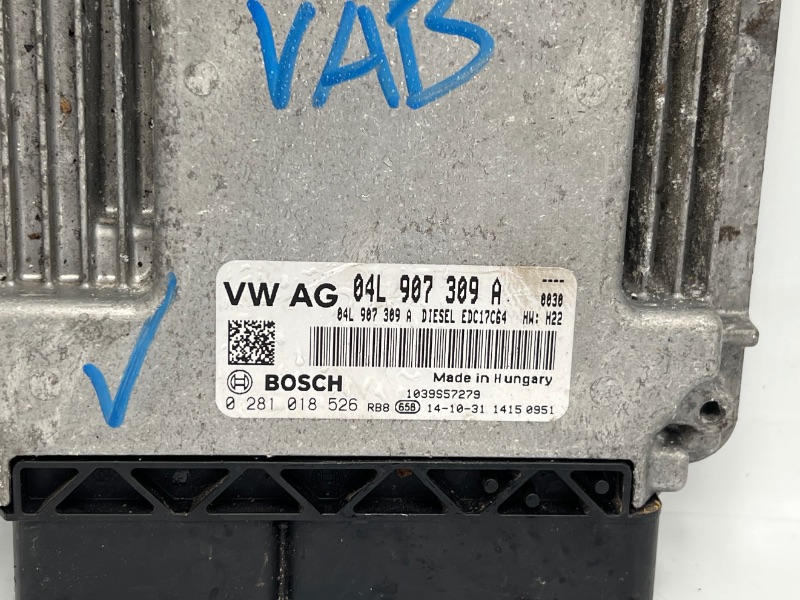 VAB
VW AG 04L 907 309 A ----
0030
04L 907 309 A DIESEL EDC17C64 HW: H22
BOSCH Made in Hungary
1039S57279
0 281 018 526 RB8 658 14-10-31 1415 0951